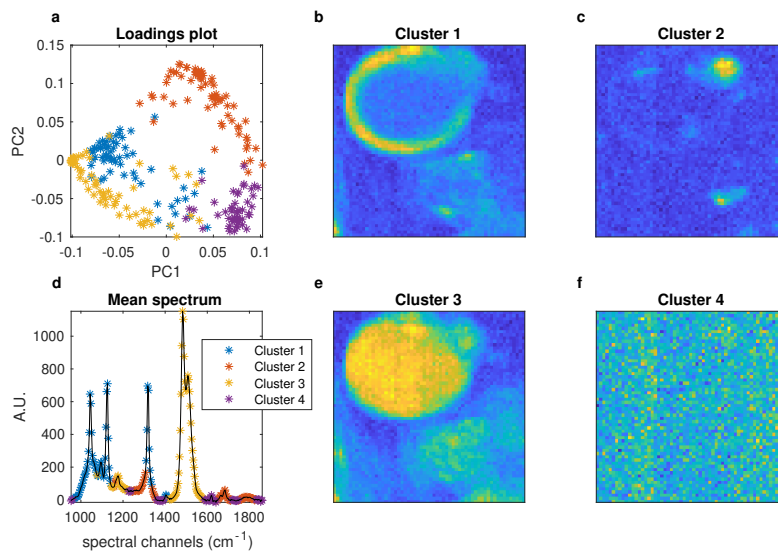 a
Loadings plot
0.15
0.1
0.05
0
-0.05
-0.1
PC2
-0.1 -0.05 0 0.05 0.1
PC1
b
Cluster 1
c
Cluster 2
d
Mean spectrum
1000
800
600
400
200
0
A.U.
1000 1200 1400 1600 1800
spectral channels (cm⁻¹)
Cluster 1
Cluster 2
Cluster 3
Cluster 4
e
Cluster 3
f
Cluster 4